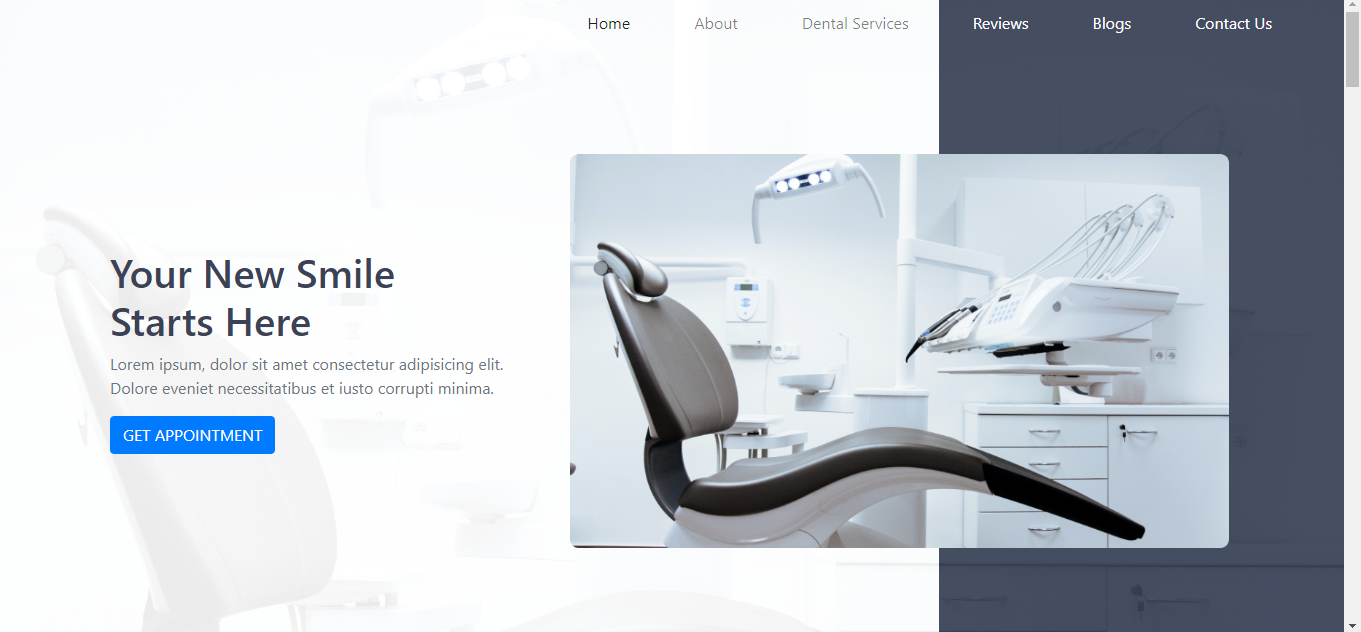 Home About Dental Services Reviews Blogs Contact Us
Your New Smile
Starts Here
Lorem ipsum, dolor sit amet consectetur adipisicing elit.
Dolore eveniet necessitatibus et iusto corrupti minima.
GET APPOINTMENT